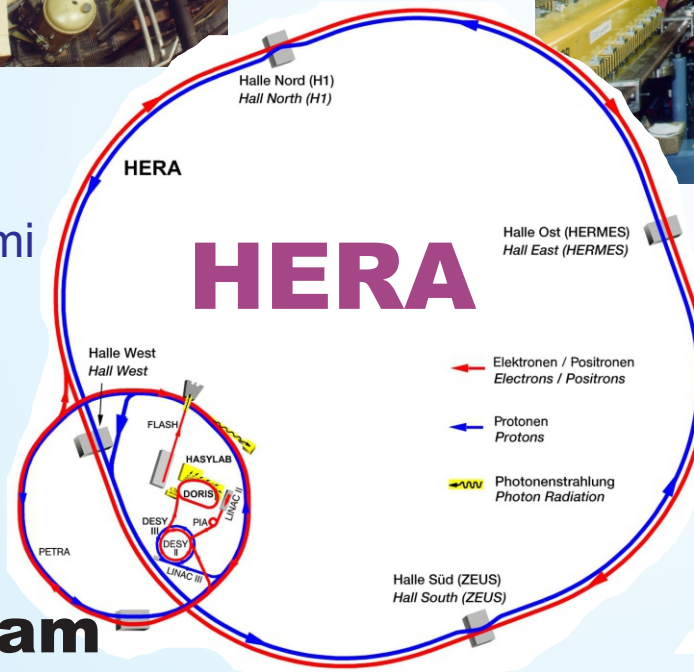 Halle Nord (H1)
Hall North (H1)
HERA
mi
HERA
Halle Ost (HERMES)
Hall East (HERMES)
Halle West
Hall West
Elektronen / Positronen
Electrons / Positrons
Protonen
Protons
Photonenstrahlung
Photon Radiation
FLASH
HASYLAB
DORIS
LINAC II
PIA
DESY
III
DESY
II
LINAC III
PETRA
Halle Süd (ZEUS)
Hall South (ZEUS)
am